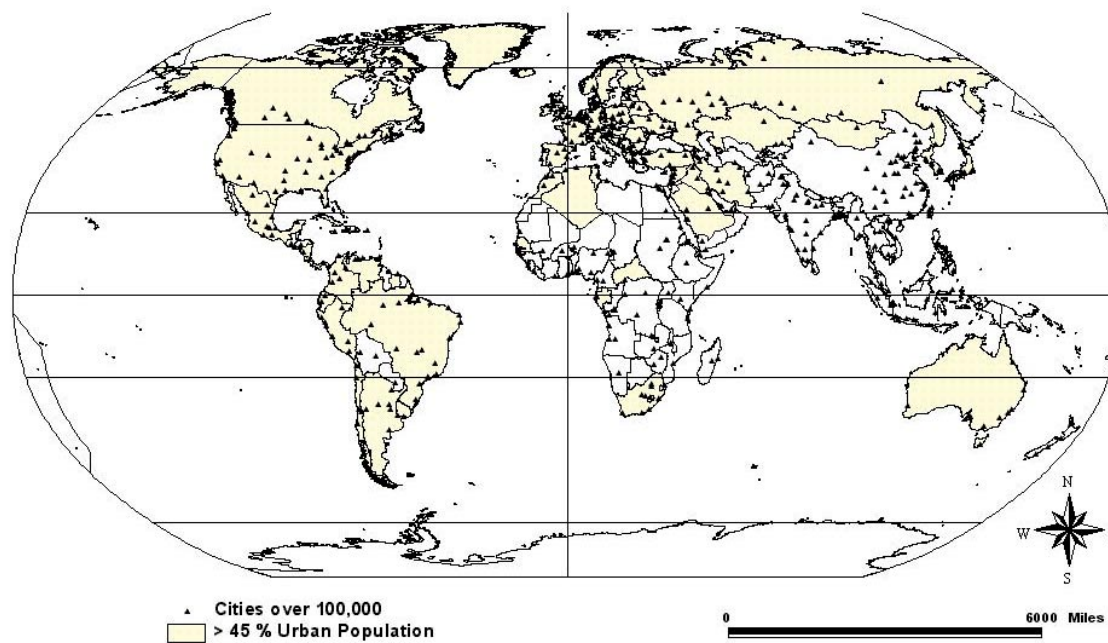 N
W
S
Cities over 100,000
> 45 % Urban Population
0 6000 Miles